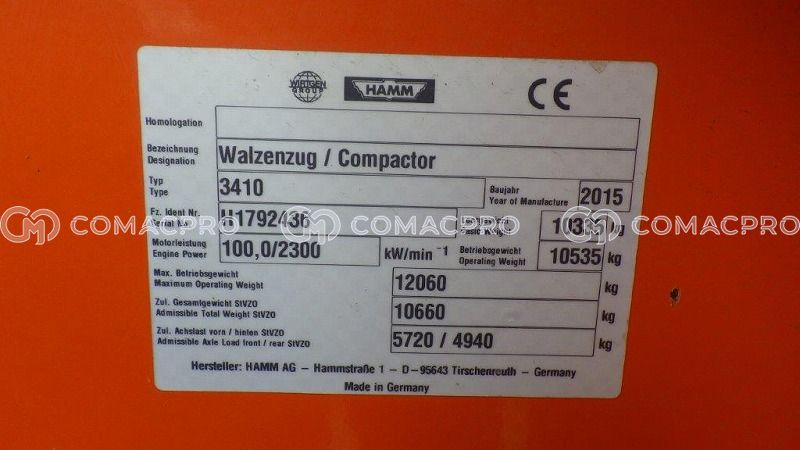 WIRTGEN GROUP HAMM CE
Homologation
Bezeichnung
Designation
Walzenzug / Compactor
Typ
Type
3410
Baujahr
Year of Manufacture
2015
Fz. Ident Nr.
Serial No
H1792436
kg
COMACPRO COMACPRO COMACPRO
Motorleistung
Engine Power
100,0/2300
kW/min -1
Betriebsgewicht
Operating Weight
10535 kg
Max. Betriebsgewicht
Maximum Operating Weight
12060 kg
Zul. Gesamtgewicht StVZO
Admissible Total Weight StVZO
10660 kg
Zul. Achslast vorn / hinten StVZO
Admissible Axle Load front / rear StVZO
5720 / 4940 kg
Hersteller: HAMM AG – Hammstraße 1 – D-95643 Tirschenreuth – Germany
Made in Germany